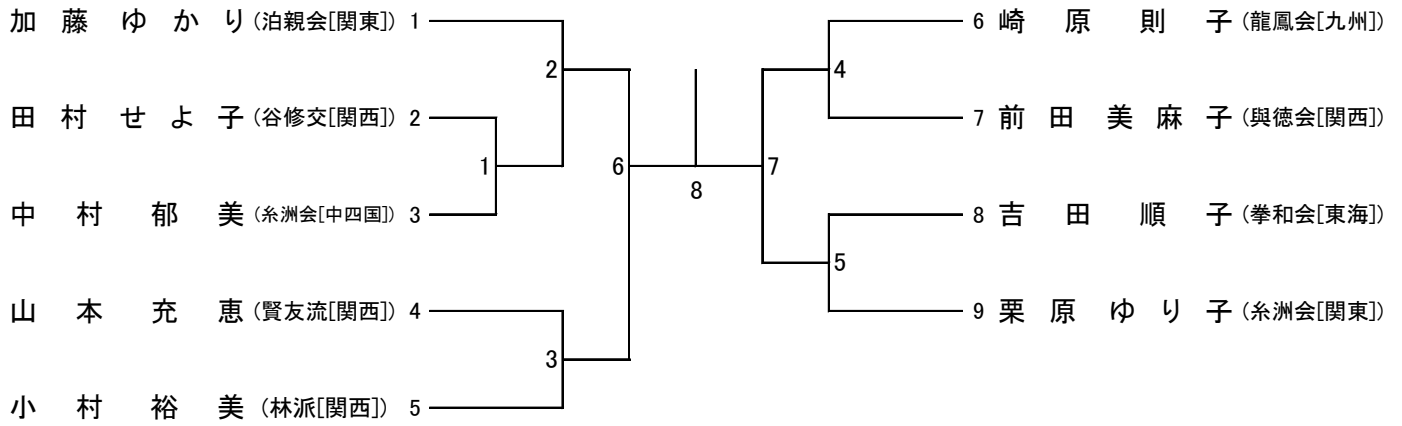 加藤ゆかり (泊親会[関東]) 1
田村せよ子 (谷修交[関西]) 2
中村郁美 (糸洲会[中四国]) 3
山本充恵 (賢友流[関西]) 4
小村裕美 (林派[関西]) 5
2
1
6
3
8
7
4
5
6 崎原則子 (龍鳳会[九州])
7 前田美麻子 (與徳会[関西])
8 吉田順子 (拳和会[東海])
9 栗原ゆり子 (糸洲会[関東])